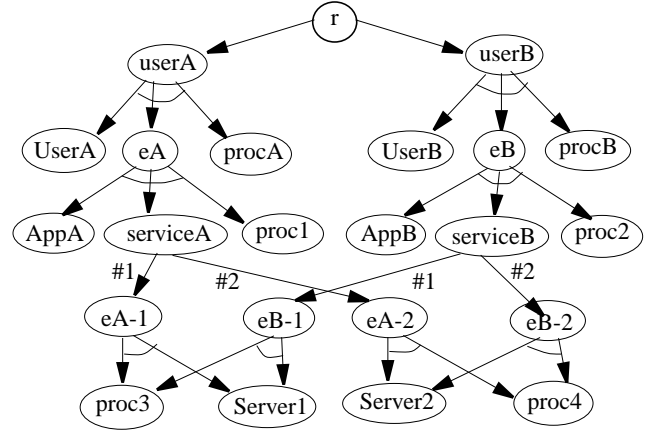 r
userA
userB
UserA
eA
procA
UserB
eB
procB
AppA
serviceA
proc1
AppB
serviceB
proc2
#1
#2
#1
#2
eA-1
eB-1
eA-2
eB-2
proc3
Server1
Server2
proc4